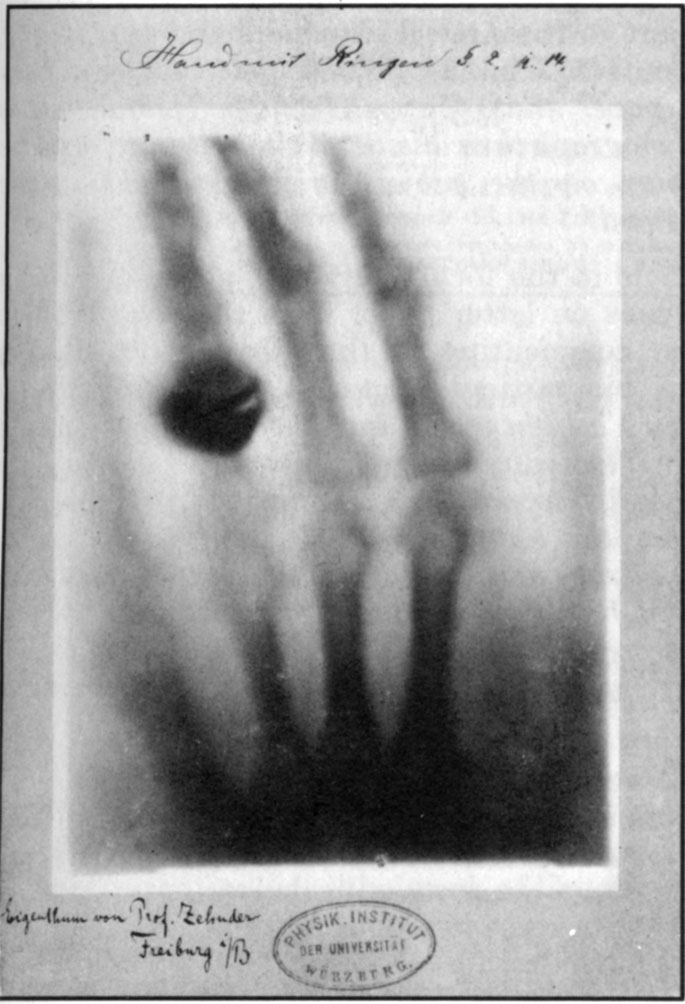 Hand mit Ringen
Eigenthum von Prof. Zehnder
Freiburg i/B
PHYSIK. INSTITUT
DER UNIVERSITÄT
WÜRZBURG.